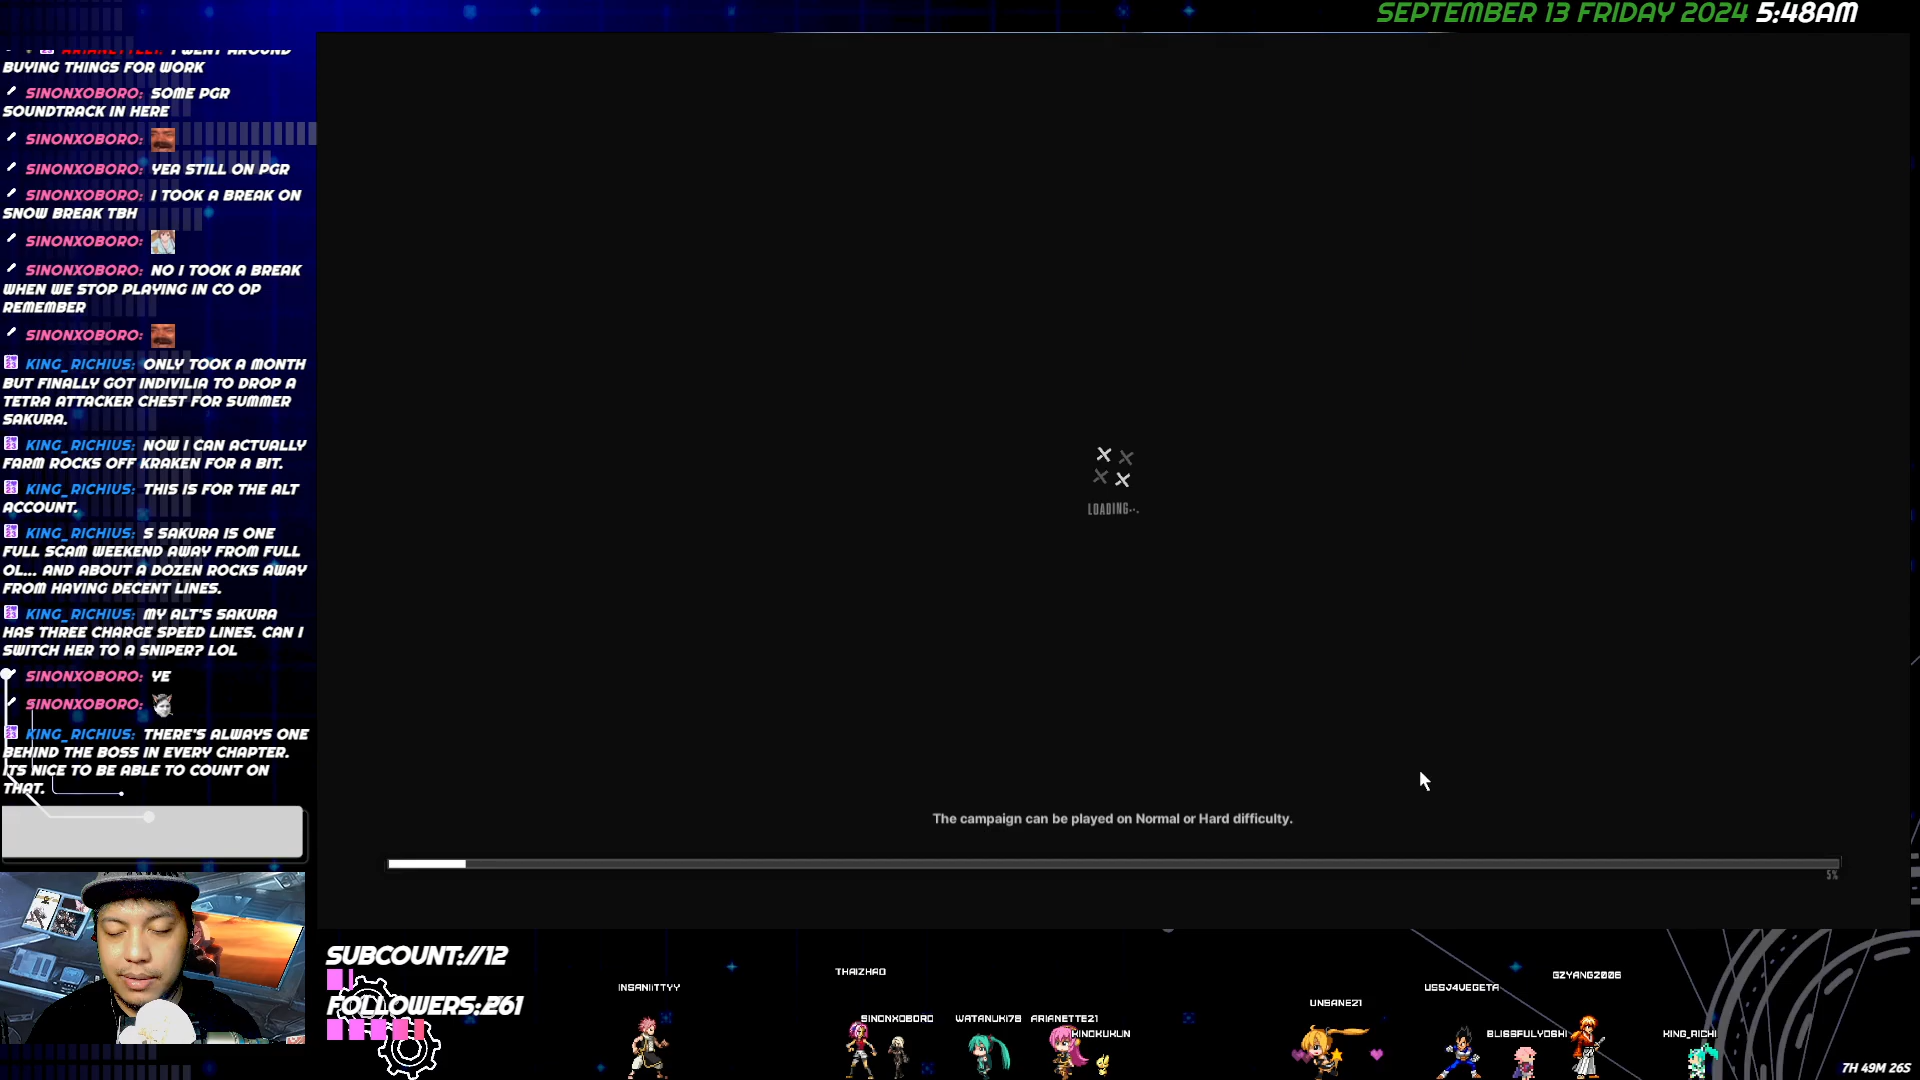 SEPTEMBER 13 FRIDAY 2024 5:48AM
ARIANETTE21: I WENT AROUND
BUYING THINGS FOR WORK
SINONXOBORO: SOME PGR
SOUNDTRACK IN HERE
SINONXOBORO:
SINONXOBORO: YEA STILL ON PGR
SINONXOBORO: I TOOK A BREAK ON
SNOW BREAK TBH
SINONXOBORO:
SINONXOBORO: NO I TOOK A BREAK
WHEN WE STOP PLAYING IN CO OP
REMEMBER
SINONXOBORO:
KING_RICHIUS: ONLY TOOK A MONTH
BUT FINALLY GOT INDIVILIA TO DROP A
TETRA ATTACKER CHEST FOR SUMMER
SAKURA.
KING_RICHIUS: NOW I CAN ACTUALLY
FARM ROCKS OFF KRAKEN FOR A BIT.
KING_RICHIUS: THIS IS FOR THE ALT
ACCOUNT.
KING_RICHIUS: S SAKURA IS ONE
FULL SCAM WEEKEND AWAY FROM FULL
OL... AND ABOUT A DOZEN ROCKS AWAY
FROM HAVING DECENT LINES.
KING_RICHIUS: MY ALT'S SAKURA
HAS THREE CHARGE SPEED LINES. CAN I
SWITCH HER TO A SNIPER? LOL
SINONXOBORO: YE
SINONXOBORO:
KING_RICHIUS: THERE'S ALWAYS ONE
BEHIND THE BOSS IN EVERY CHAPTER.
ITS NICE TO BE ABLE TO COUNT ON
THAT.
LOADING...
The campaign can be played on Normal or Hard difficulty.
5%
SUBCOUNT://12
FOLLOWERS:261
INSANIITTYY
THAIZHAO
SINONXOBORO
WATANUKI78
ARIANETTE21
KINOKUKUN
UNSANE21
USSJ4VEGETA
BLISSFULYOSHI
GZYANG2006
KING_RICHI
7H 49M 26S